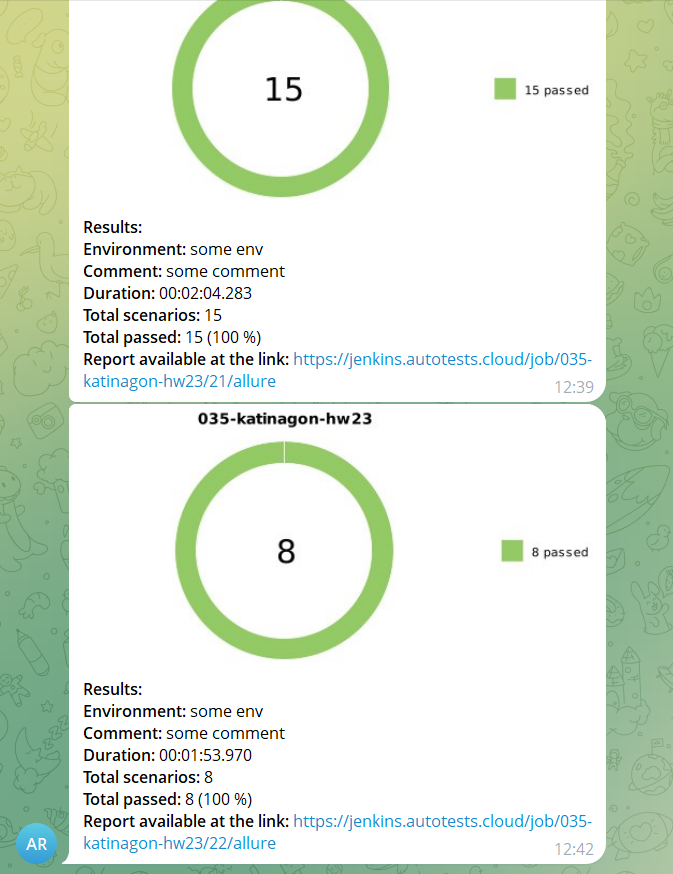 15
15 passed
Results:
Environment: some env
Comment: some comment
Duration: 00:02:04.283
Total scenarios: 15
Total passed: 15 (100 %)
Report available at the link: https://jenkins.autotests.cloud/job/035-
katinagon-hw23/21/allure
12:39
035-katinagon-hw23
8
8 passed
Results:
Environment: some env
Comment: some comment
Duration: 00:01:53.970
Total scenarios: 8
Total passed: 8 (100 %)
Report available at the link: https://jenkins.autotests.cloud/job/035-
katinagon-hw23/22/allure
12:42
AR